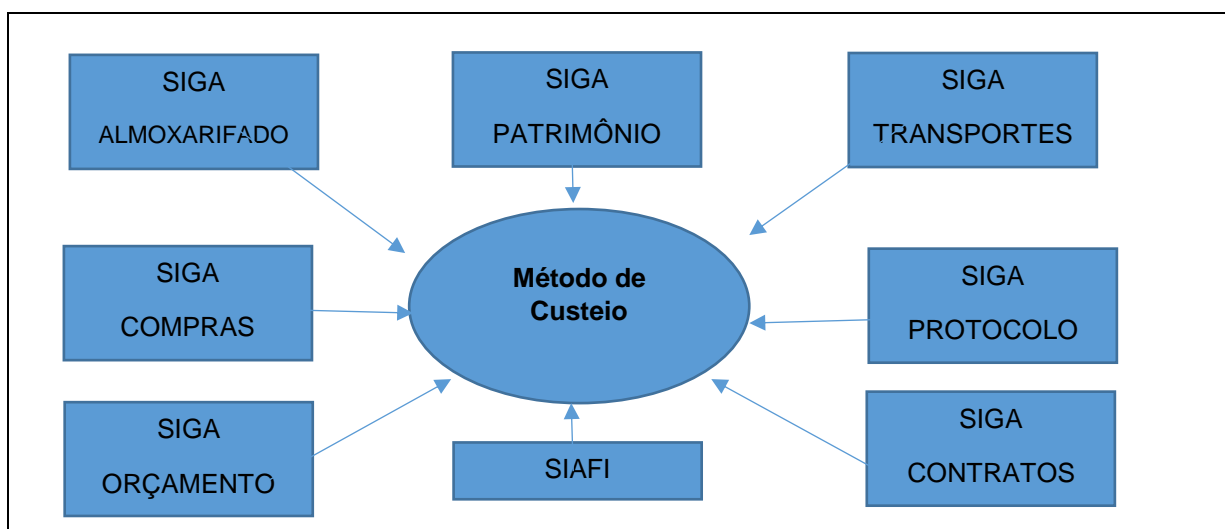 SIGA
ALMOXARIFADO
SIGA
PATRIMÔNIO
SIGA
TRANSPORTES
SIGA
COMPRAS
Método de
Custeio
SIGA
PROTOCOLO
SIGA
ORÇAMENTO
SIAFI
SIGA
CONTRATOS